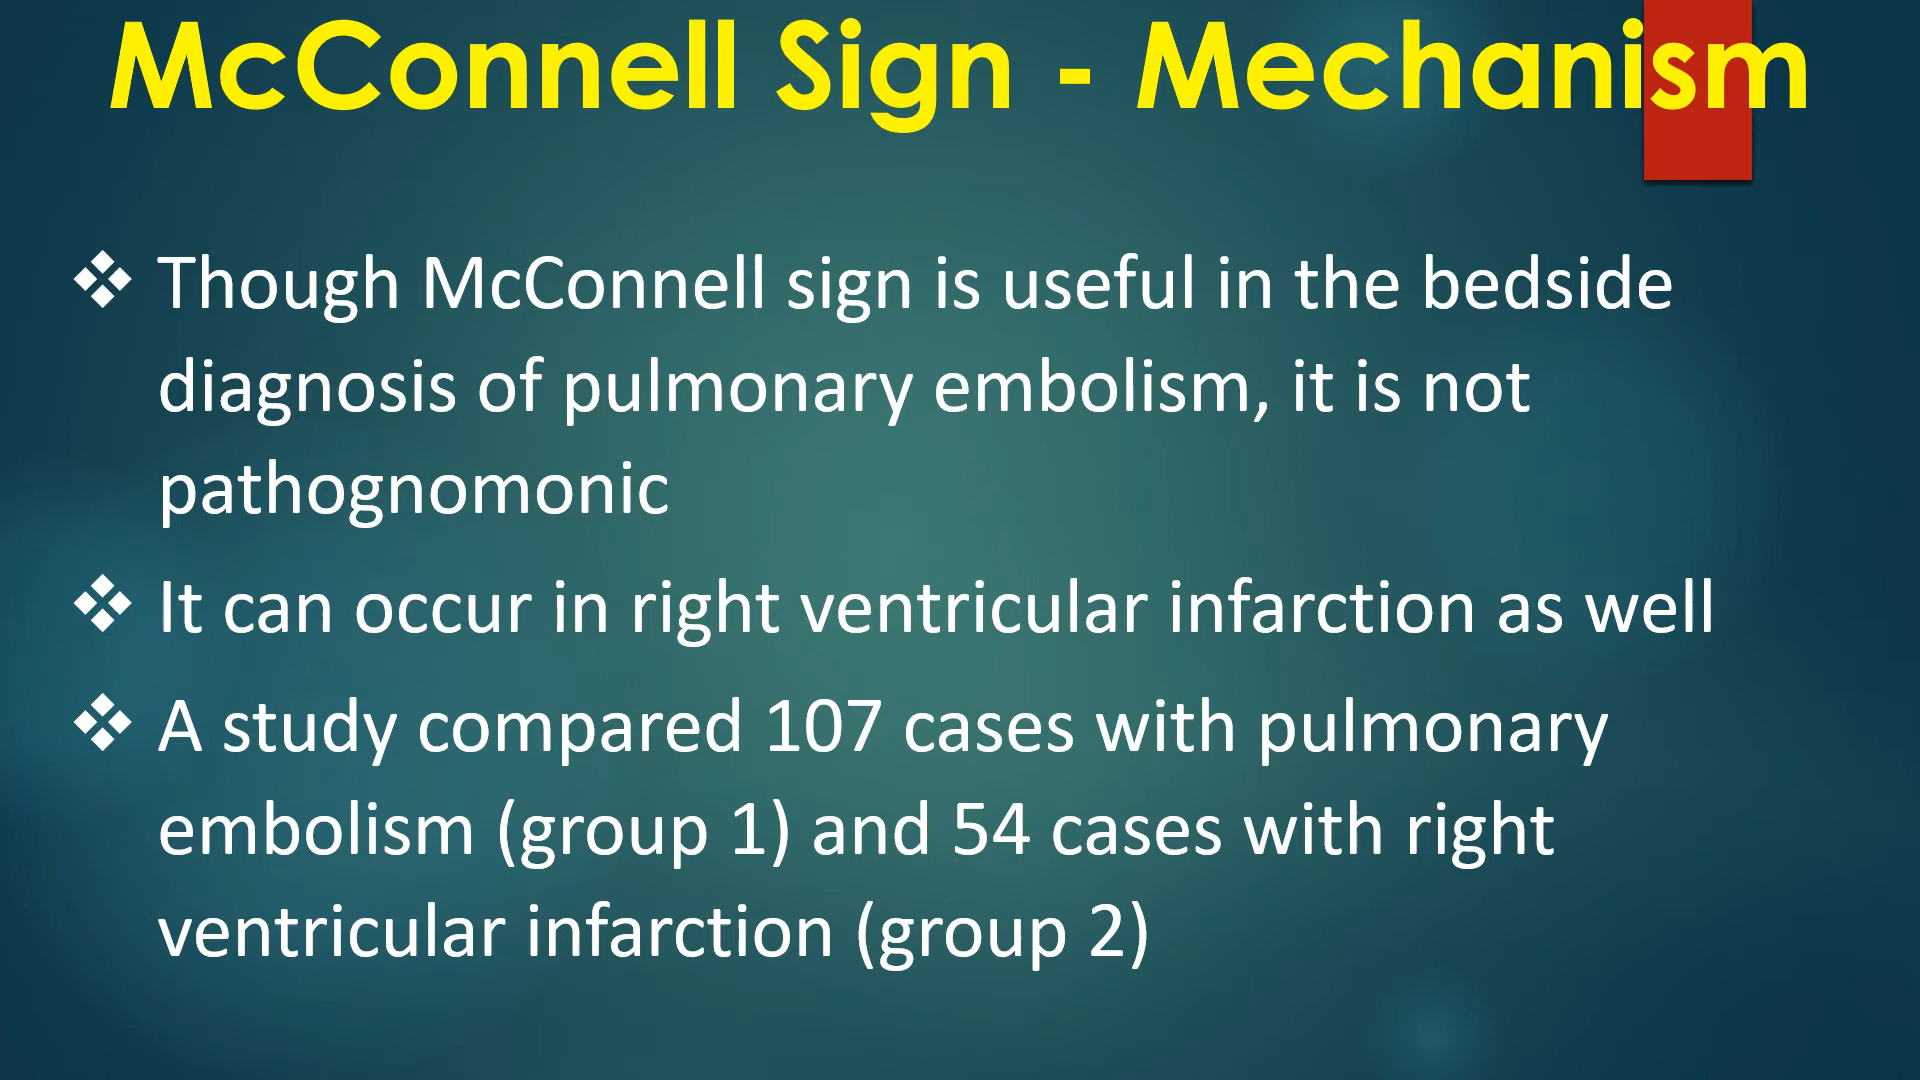 McConnell Sign - Mechanism
❖ Though McConnell sign is useful in the bedside
diagnosis of pulmonary embolism, it is not
pathognomonic
❖ It can occur in right ventricular infarction as well
❖ A study compared 107 cases with pulmonary
embolism (group 1) and 54 cases with right
ventricular infarction (group 2)